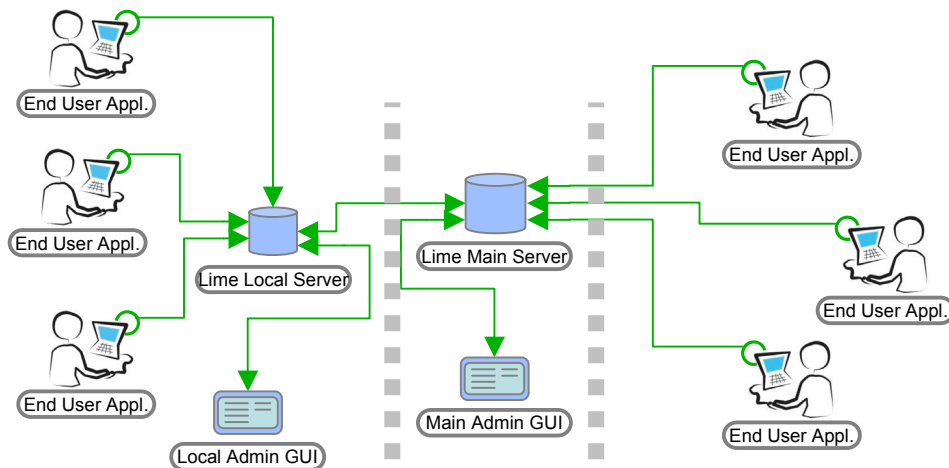 End User Appl.
End User Appl.
End User Appl.
End User Appl.
Lime Local Server
Lime Main Server
End User Appl.
End User Appl.
Main Admin GUI
End User Appl.
Local Admin GUI